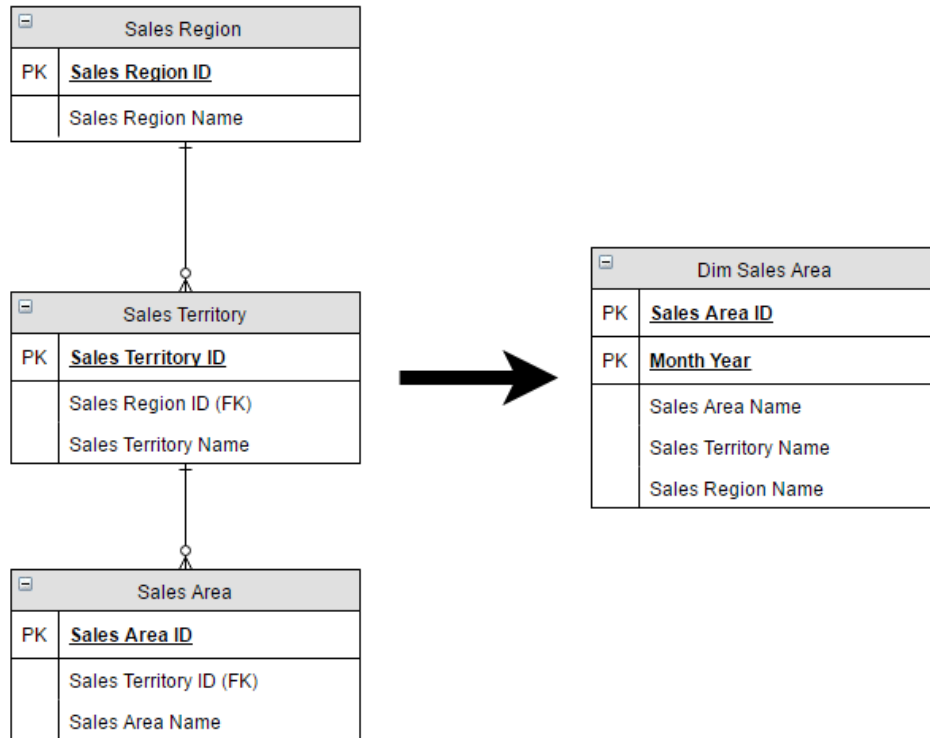 Sales Region
PK Sales Region ID
Sales Region Name
Sales Territory
PK Sales Territory ID
Sales Region ID (FK)
Sales Territory Name
Sales Area
PK Sales Area ID
Sales Territory ID (FK)
Sales Area Name
Dim Sales Area
PK Sales Area ID
PK Month Year
Sales Area Name
Sales Territory Name
Sales Region Name